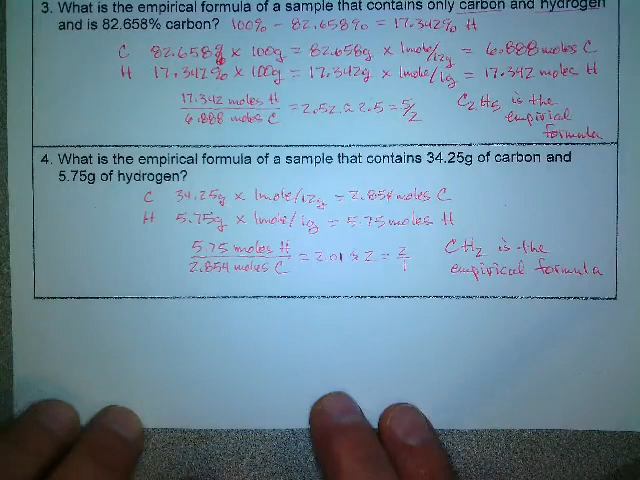 3. What is the empirical formula of a sample that contains only carbon and hydrogen
and is 82.658% carbon? 100% - 82.658% = 17.342% H
C 82.658% x 100g = 82.658g x 1mole/12g = 6.888 moles C
H 17.342% x 100g = 17.342g x 1mole/1g = 17.342 moles H
17.342 moles H
6.888 moles C
= 2.52 ≈ 2.5 = 5/2
C2H5 is the
empirical
formula
4. What is the empirical formula of a sample that contains 34.25g of carbon and
5.75g of hydrogen?
C 34.25g x 1mole/12g = 2.854 moles C
H 5.75g x 1mole/1g = 5.75 moles H
5.75 moles H
2.854 moles C
= 2.01 ≈ 2 = 2/1
CH2 is the
empirical formula